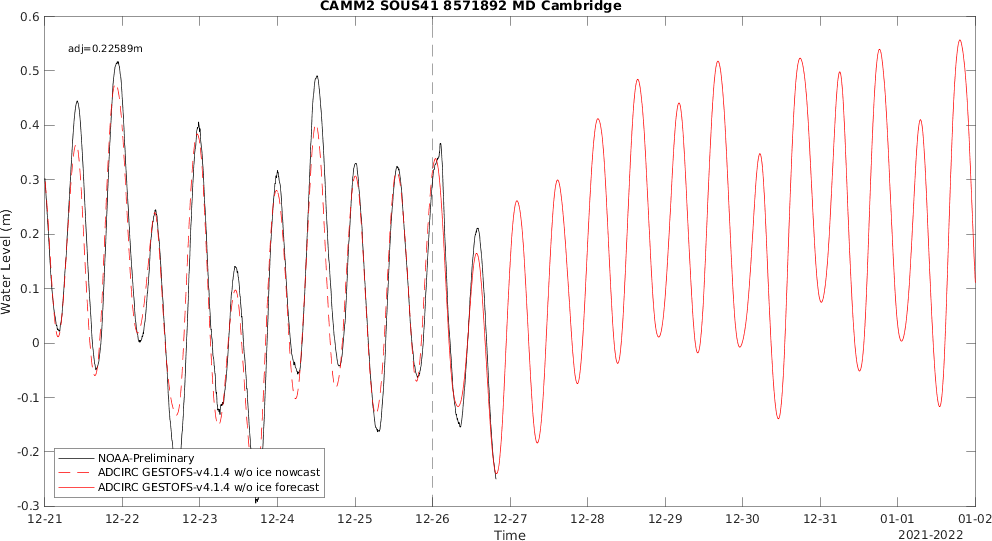 CAMM2 SOUS41 8571892 MD Cambridge
adj=0.22589m
Water Level (m)
0.6
0.5
0.4
0.3
0.2
0.1
0
-0.1
-0.2
-0.3
NOAA-Preliminary
ADCIRC GESTOFS-v4.1.4 w/o ice nowcast
ADCIRC GESTOFS-v4.1.4 w/o ice forecast
12-21 12-22 12-23 12-24 12-25 12-26 12-27 12-28 12-29 12-30 12-31 01-01 01-02
Time
2021-2022